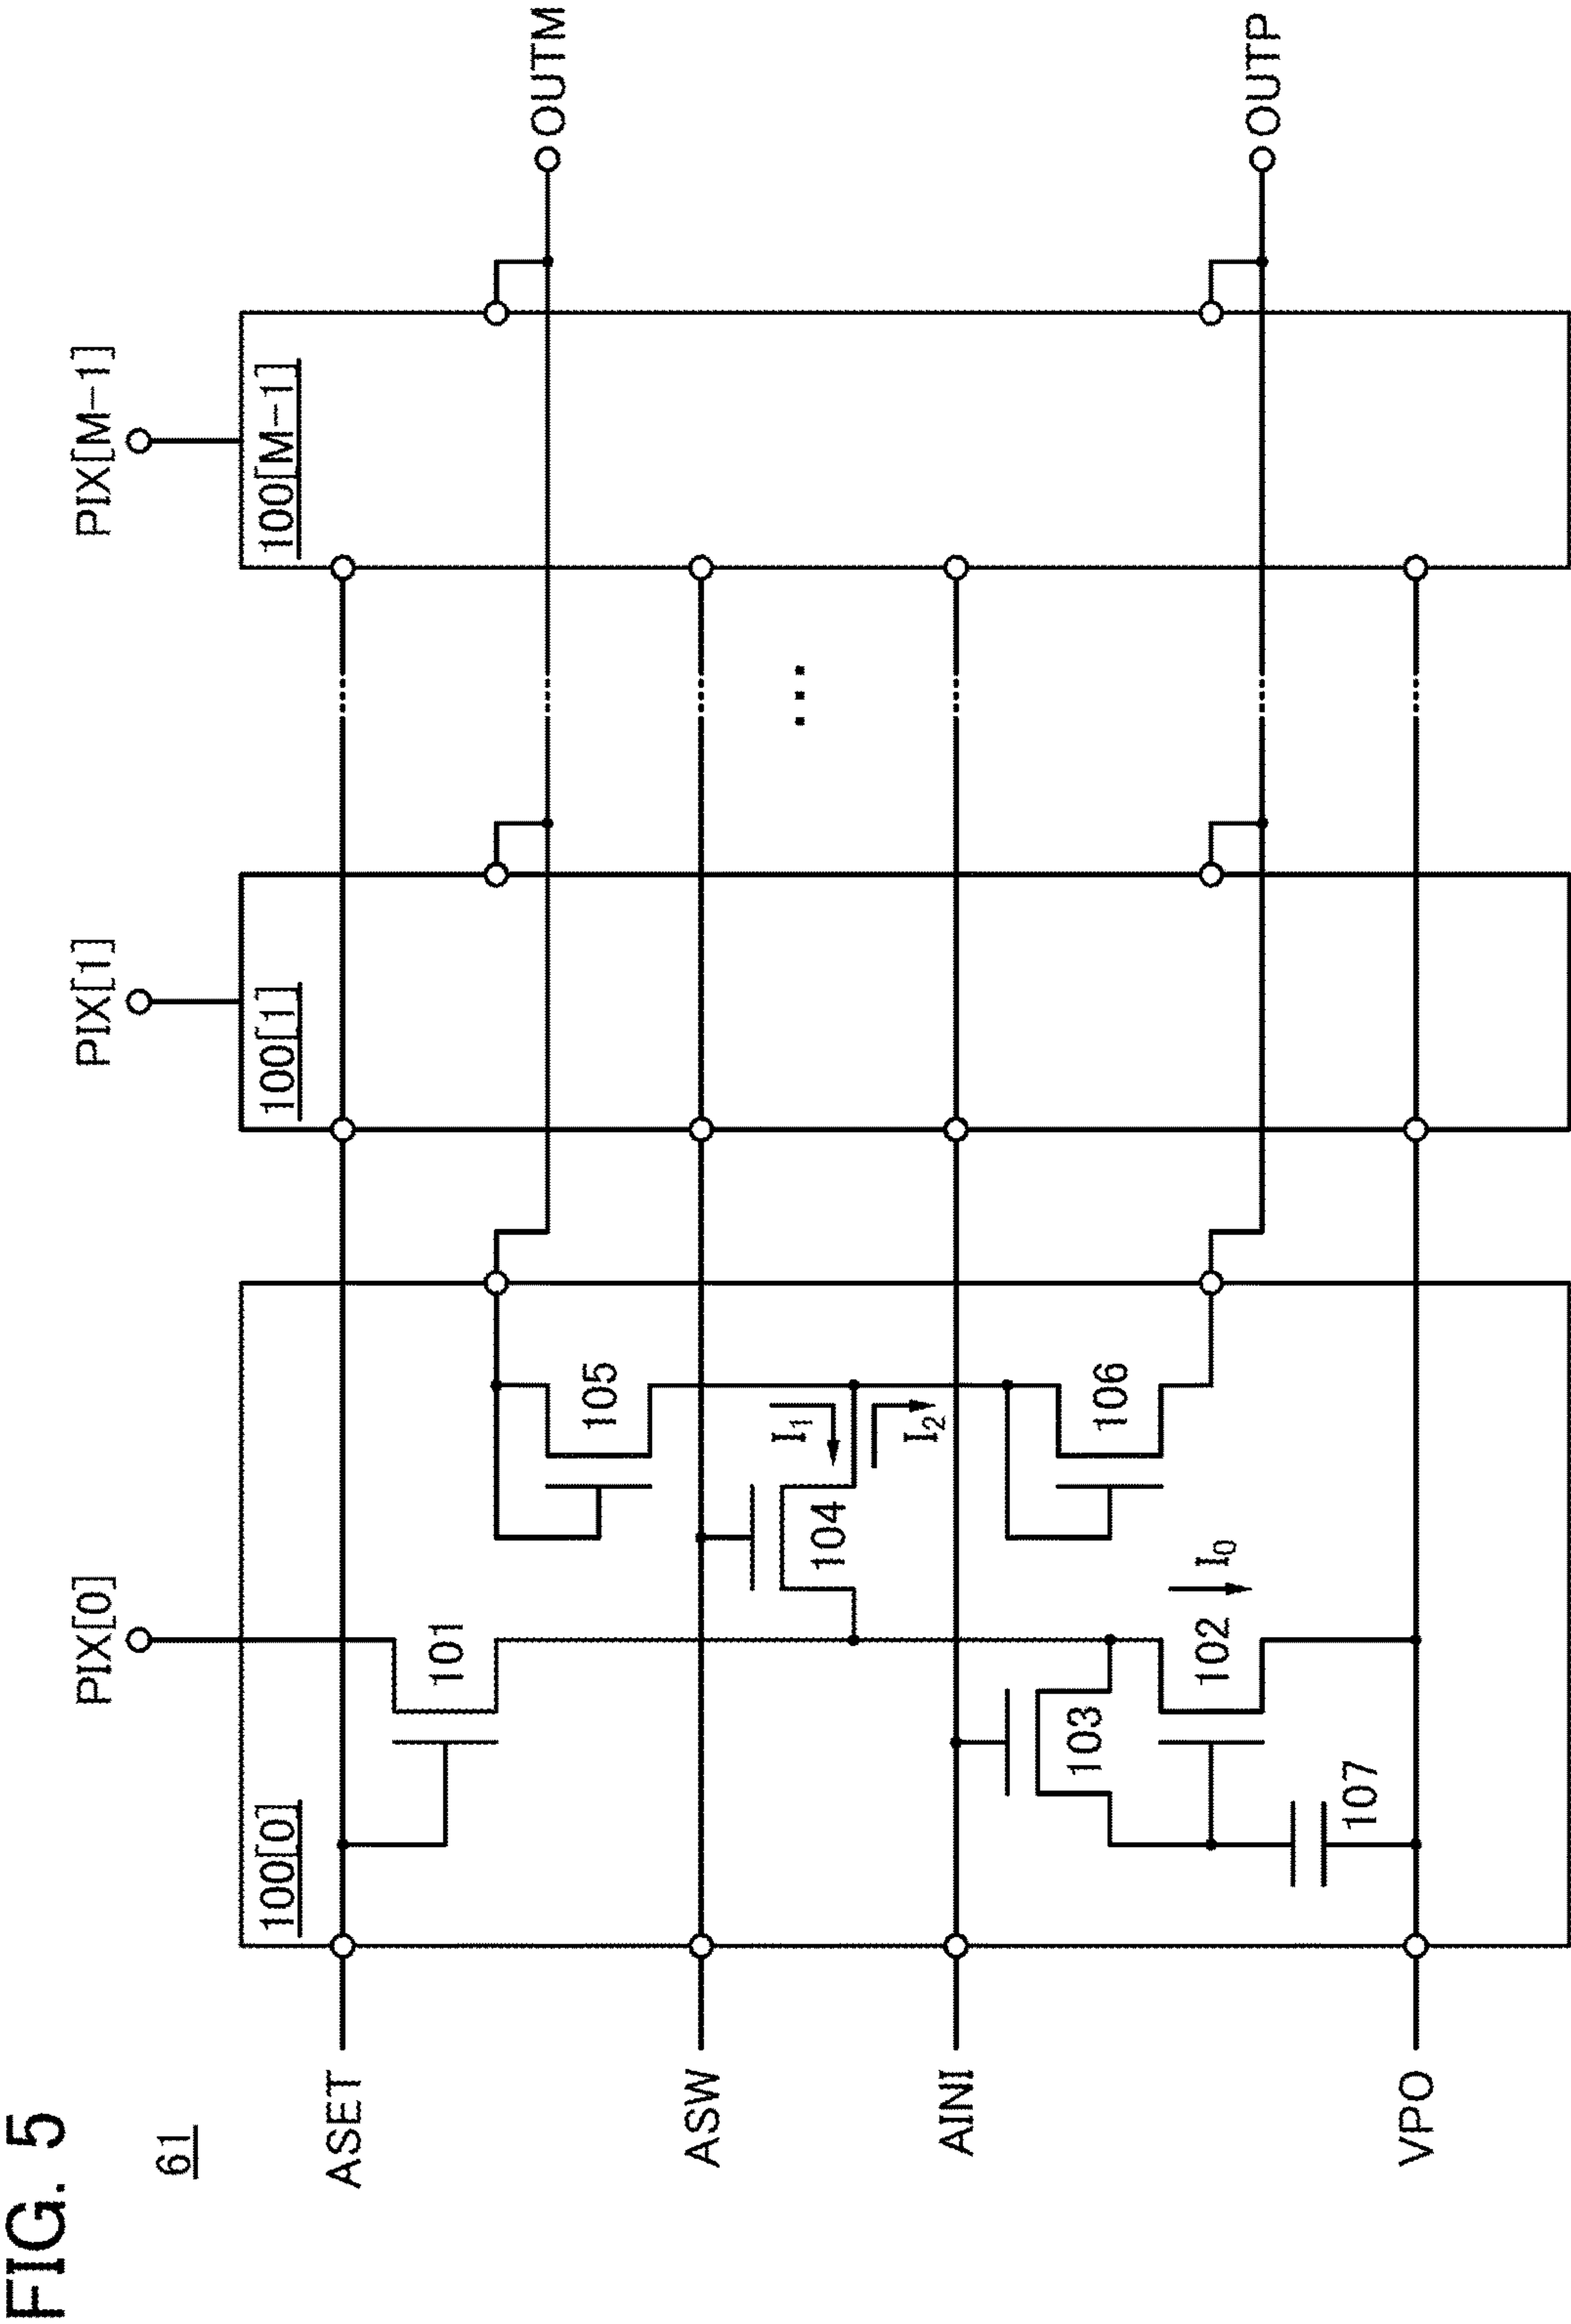 FIG. 5
61
PIX[0]
PIX[1]
PIX[M-1]
100[0]
100[1]
100[M-1]
ASET
101
OUTM
105
ASW
I1
104
...
I2
AINI
103
106
I0
102
OUTP
107
VPO